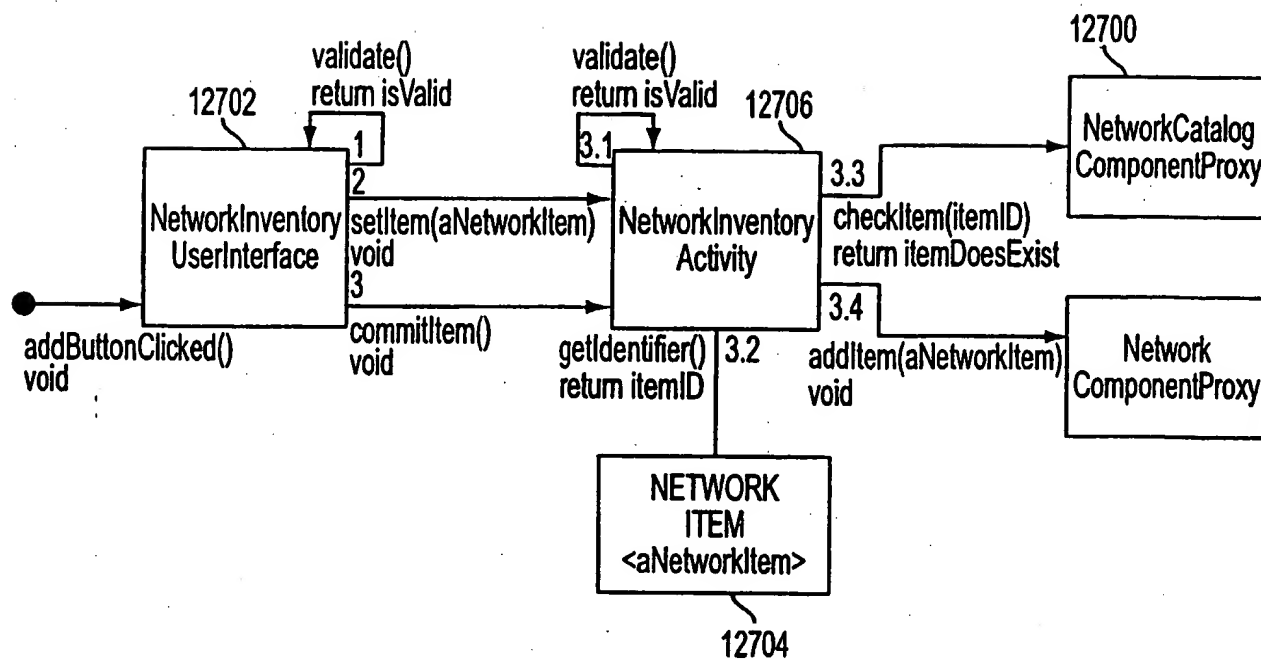 12700
validate()
return isValid
validate()
return isValid
12702
12706
1
3.1
NetworkCatalog
ComponentProxy
3.3
2
NetworkInventory
UserInterface
setItem(aNetworkItem)
void
NetworkInventory
Activity
checkItem(itemID)
return itemDoesExist
3
3.4
addButtonClicked()
void
commitItem()
void
getIdentifier()
return itemID
3.2
addItem(aNetworkItem)
void
Network
ComponentProxy
NETWORK
ITEM
<aNetworkItem>
12704